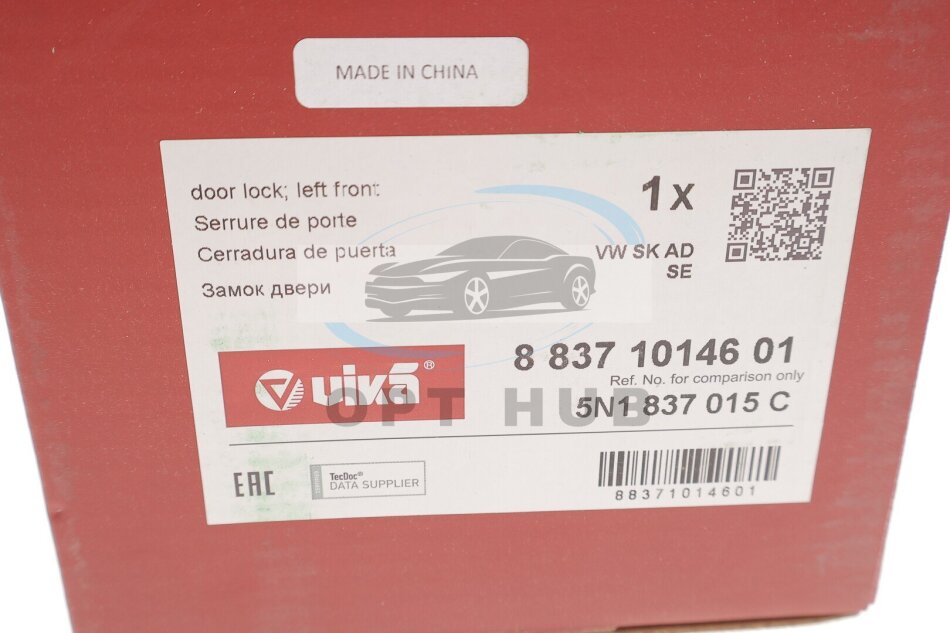 MADE IN CHINA
door lock; left front:
Serrure de porte
Cerradura de puerta
Замок двери
1x
VW SK AD
SE
8 837 10146 01
Ref. No. for comparison only
5N1 837 015 C
vika®
OPT HUB
EAC
TecDoc®
DATA SUPPLIER
88371014601